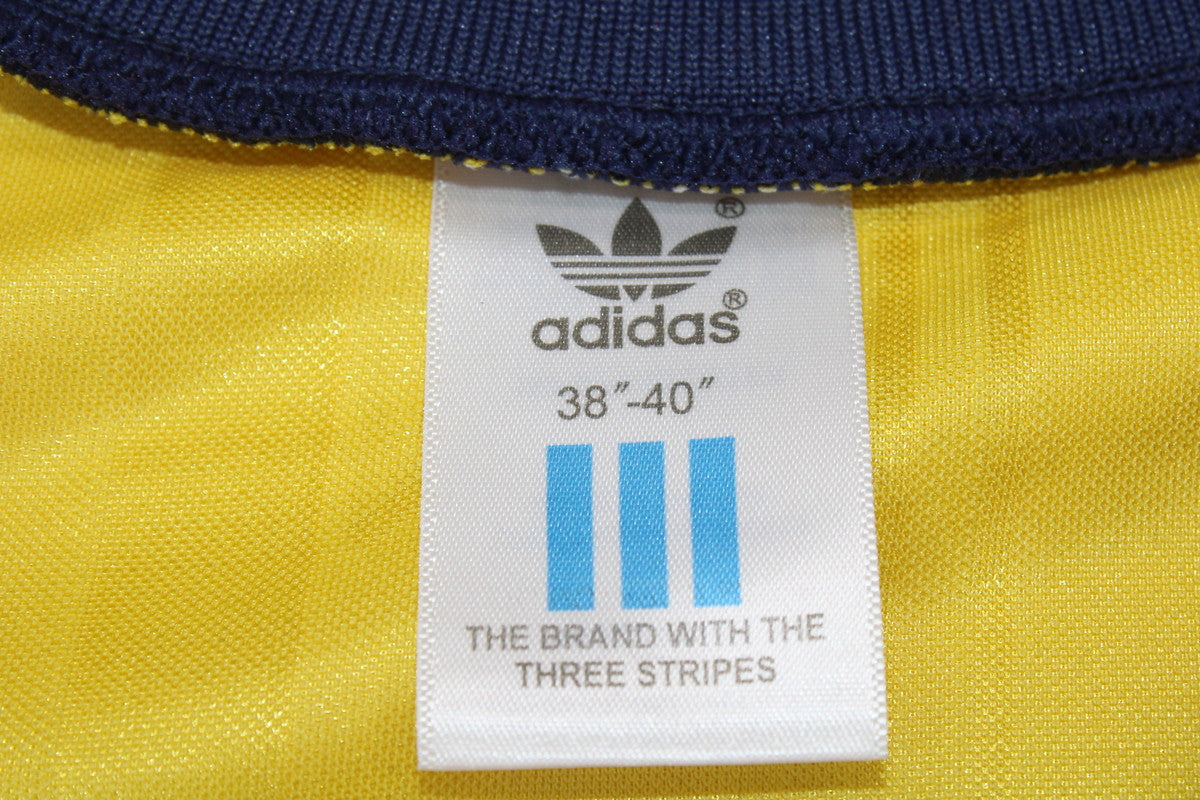 ®
adidas®
38"-40"
THE BRAND WITH THE
THREE STRIPES